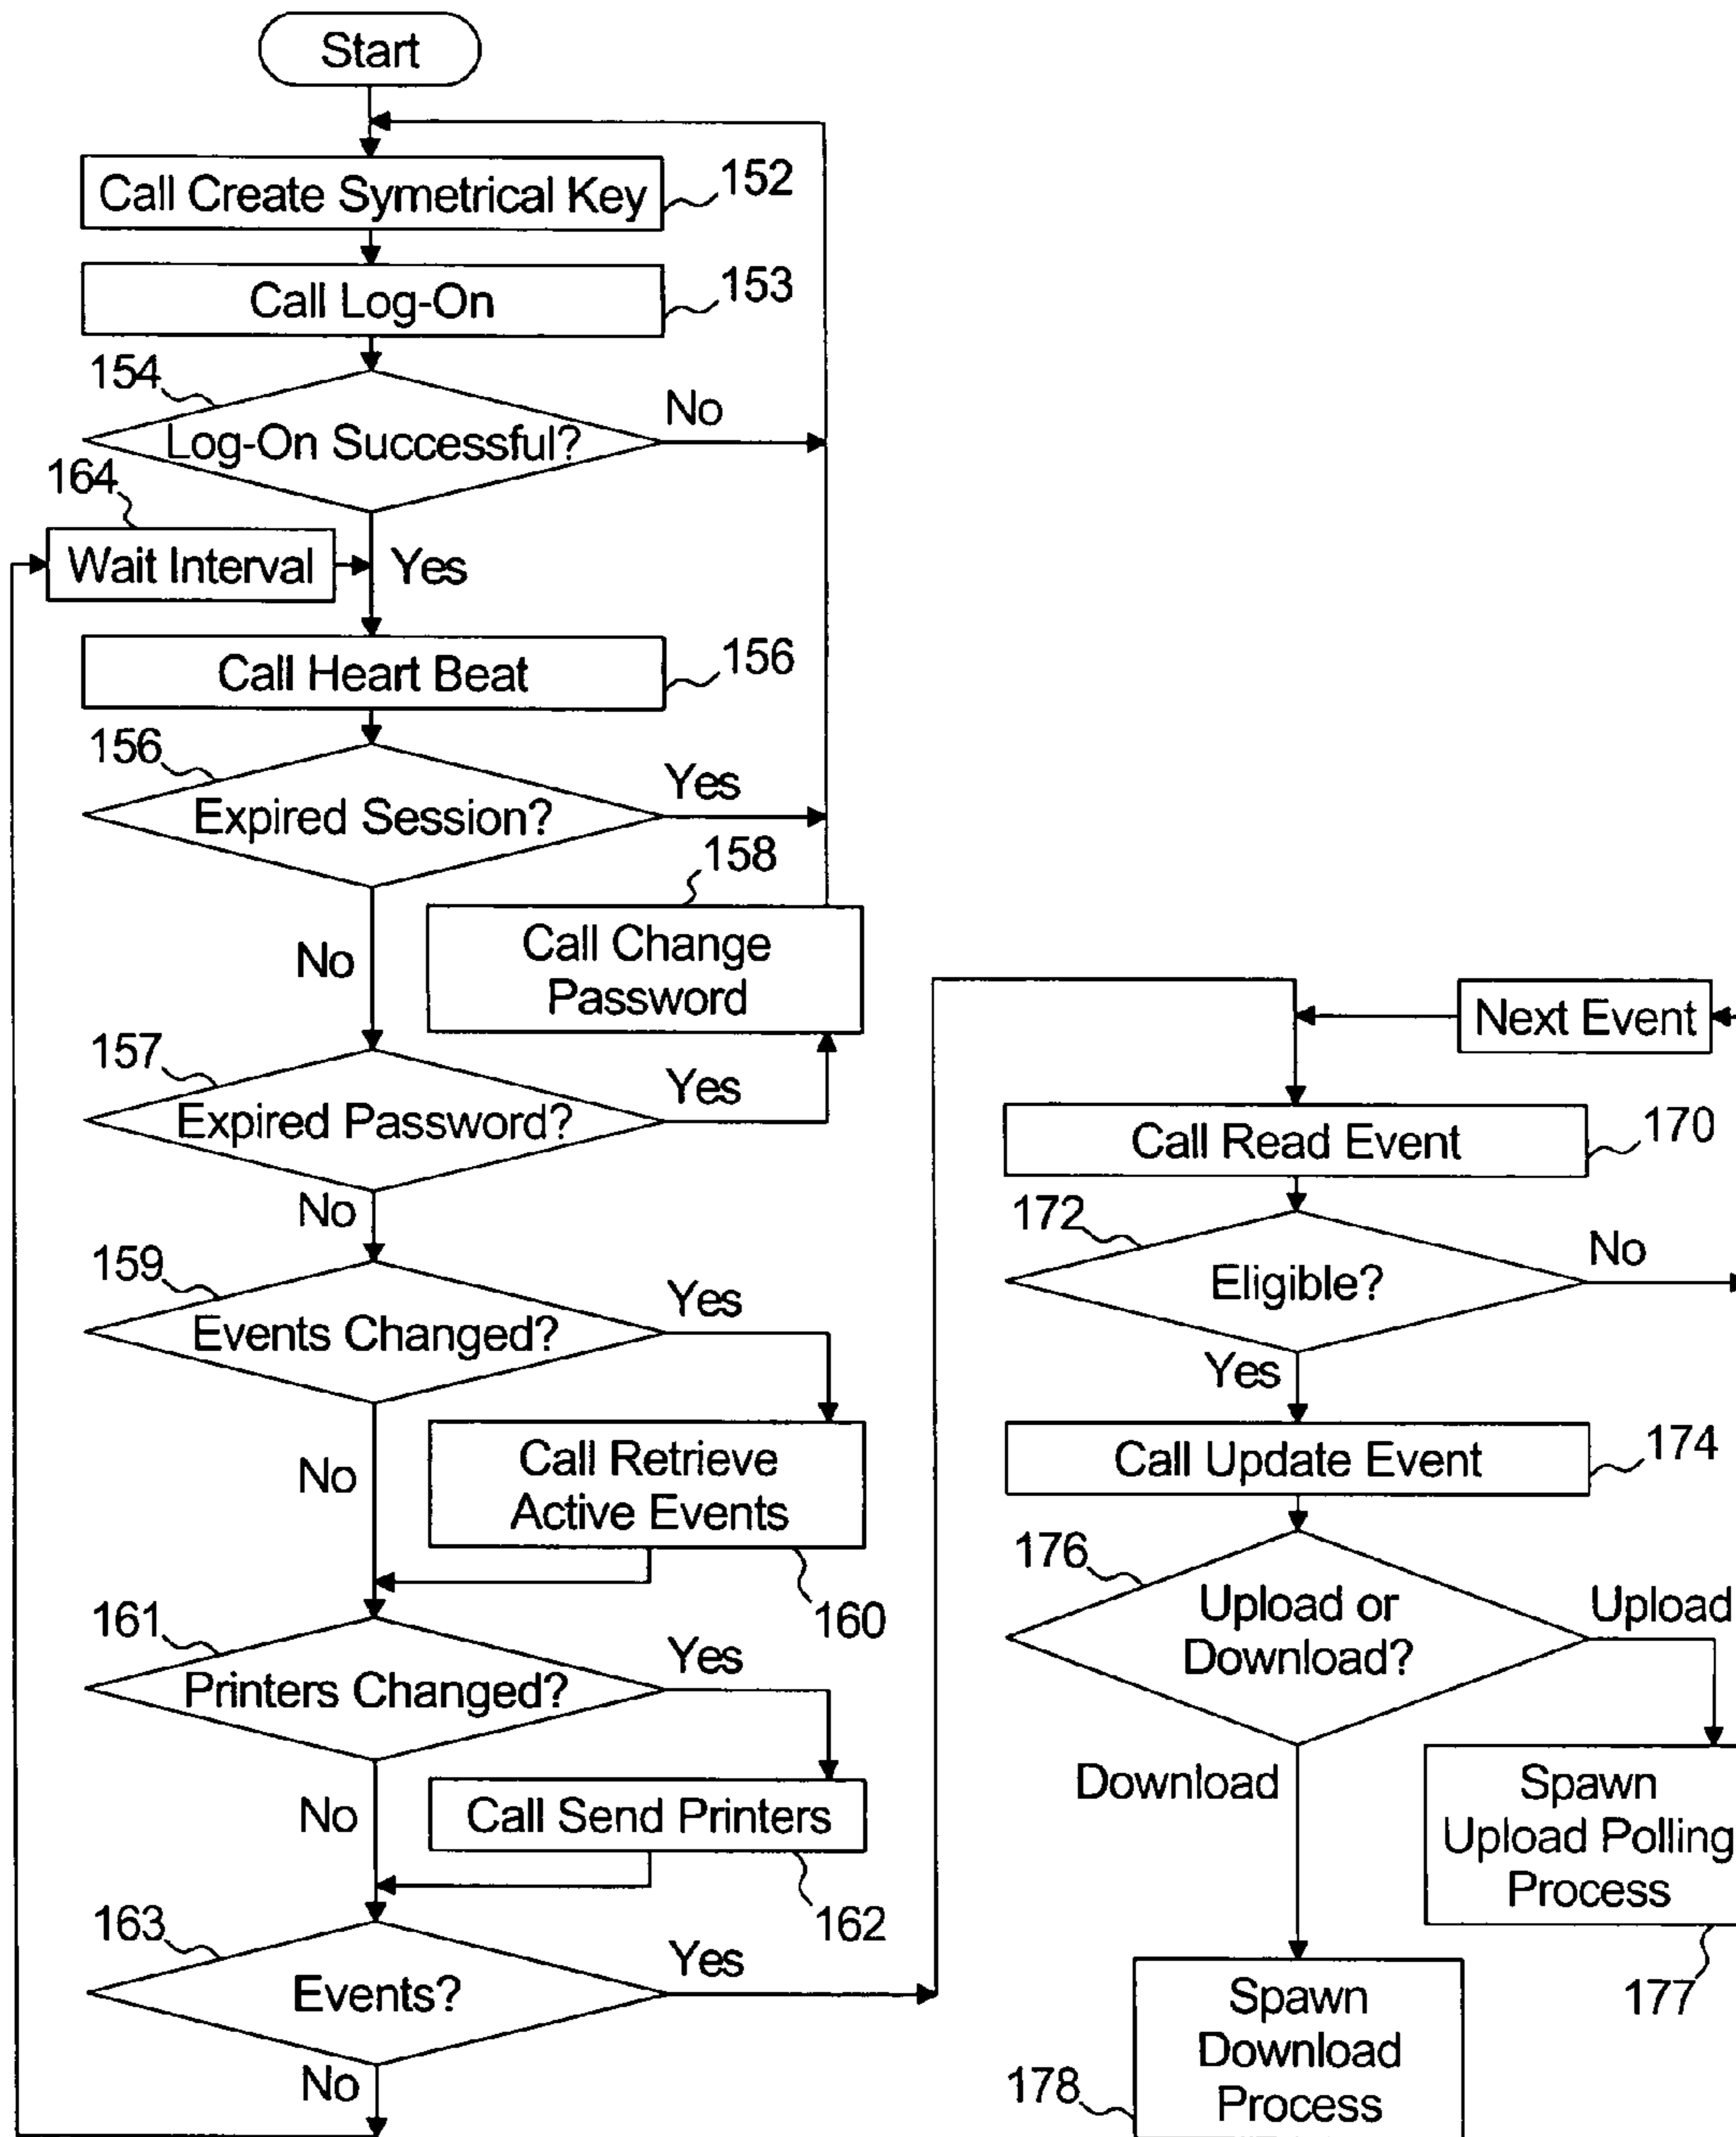 Start
Call Create Symetrical Key
152
Call Log-On
153
154
Log-On Successful?
No
164
Wait Interval
Yes
Call Heart Beat
156
156
Expired Session?
Yes
158
Call Change
Password
No
157
Expired Password?
Yes
No
159
Events Changed?
Yes
No
Call Retrieve
Active Events
160
161
Printers Changed?
Yes
No
Call Send Printers
162
163
Events?
Yes
No
Next Event
Call Read Event
170
172
Eligible?
No
Yes
Call Update Event
174
176
Upload or
Download?
Upload
Download
Spawn
Upload Polling
Process
177
Spawn
Download
Process
178